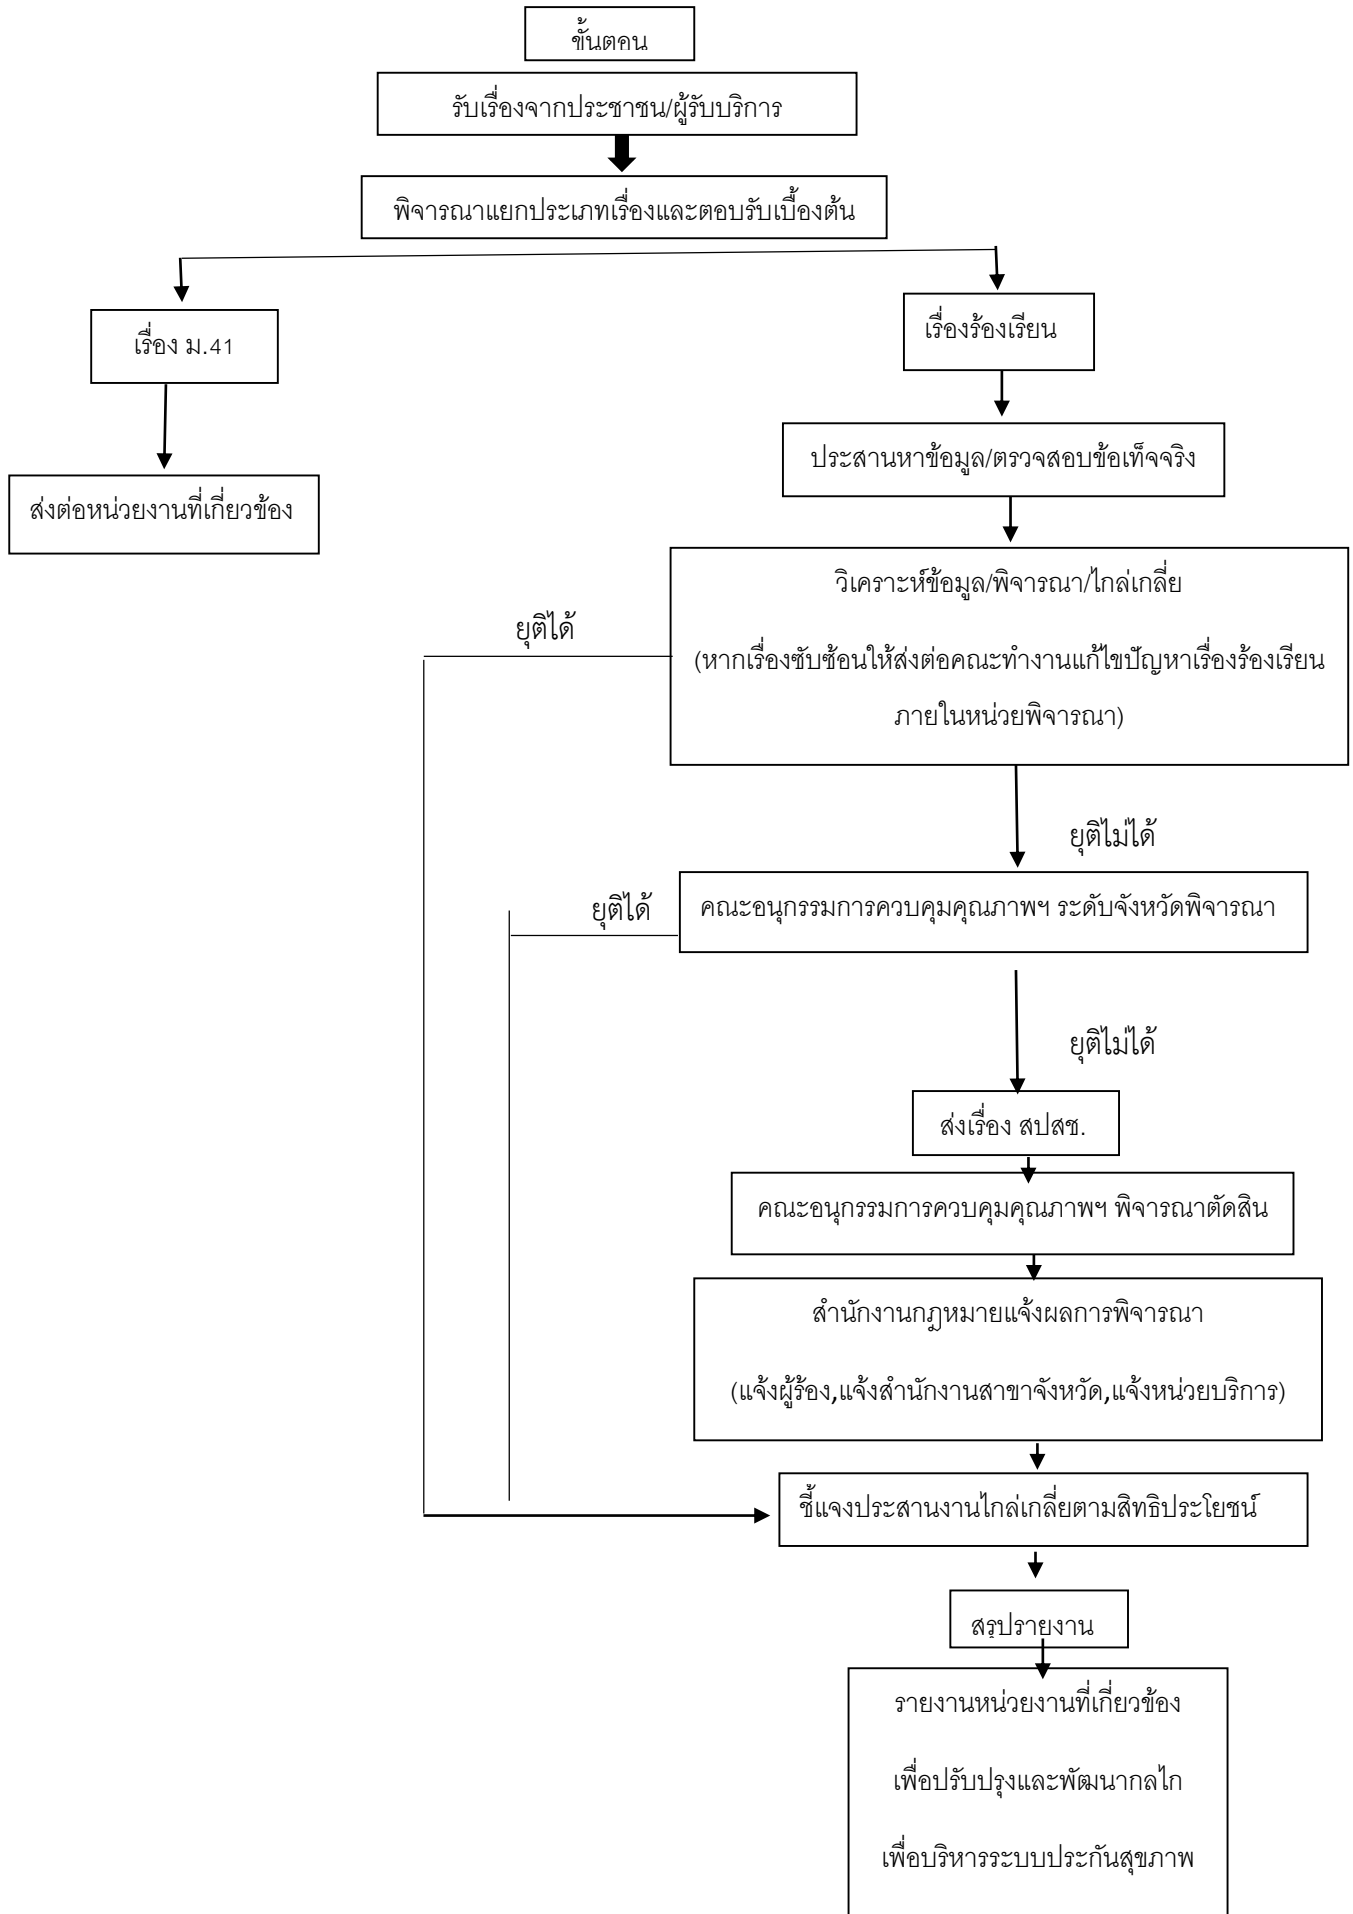 ขั้นตอน
รับเรื่องจากประชาชน/ผู้รับบริการ
พิจารณาแยกประเภทเรื่องและตอบรับเบื้องต้น
เรื่อง ม.41
เรื่องร้องเรียน
ประสานหาข้อมูล/ตรวจสอบข้อเท็จจริง
ส่งต่อหน่วยงานที่เกี่ยวข้อง
วิเคราะห์ข้อมูล/พิจารณา/ไกล่เกลี่ย
ยุติได้
(หากเรื่องซับซ้อนให้ส่งต่อคณะทำงานแก้ไขปัญหาเรื่องร้องเรียน
ภายในหน่วยพิจารณา)
ยุติไม่ได้
ยุติได้
คณะอนุกรรมการควบคุมคุณภาพฯ ระดับจังหวัดพิจารณา
ยุติไม่ได้
ส่งเรื่อง สปสช.
คณะอนุกรรมการควบคุมคุณภาพฯ พิจารณาตัดสิน
สำนักงานกฎหมายแจ้งผลการพิจารณา
(แจ้งผู้ร้อง,แจ้งสำนักงานสาขาจังหวัด,แจ้งหน่วยบริการ)
ชี้แจงประสานงานไกล่เกลี่ยตามสิทธิประโยชน์
สรุปรายงาน
รายงานหน่วยงานที่เกี่ยวข้อง
เพื่อปรับปรุงและพัฒนากลไก
เพื่อบริหารระบบประกันสุขภาพ